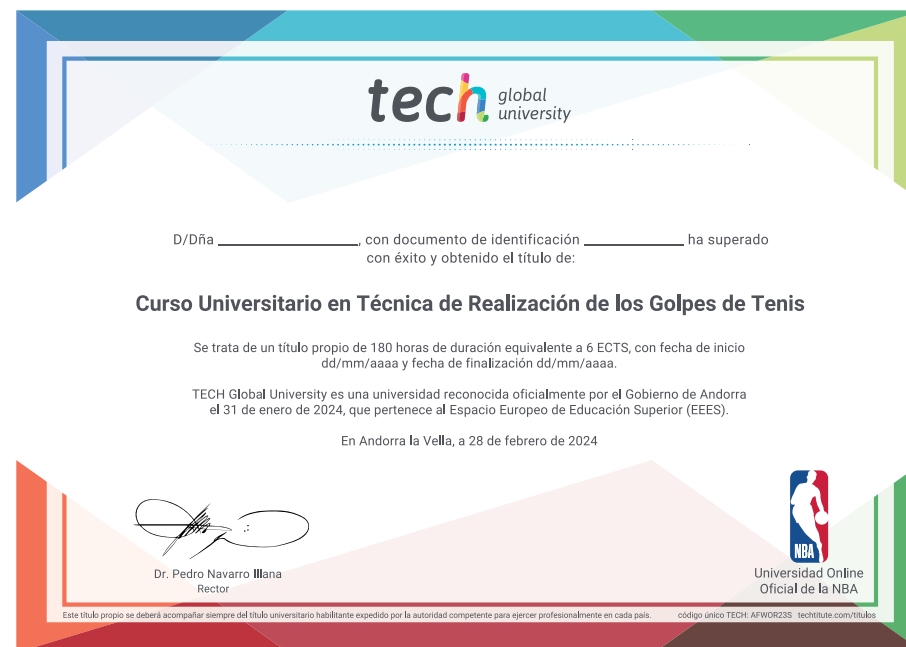 tech global university
D/Dña ____________________, con documento de identificación ______________ ha superado
con éxito y obtenido el título de:
Curso Universitario en Técnica de Realización de los Golpes de Tenis
Se trata de un título propio de 180 horas de duración equivalente a 6 ECTS, con fecha de inicio
dd/mm/aaaa y fecha de finalización dd/mm/aaaa.
TECH Global University es una universidad reconocida oficialmente por el Gobierno de Andorra
el 31 de enero de 2024, que pertenece al Espacio Europeo de Educación Superior (EEES).
En Andorra la Vella, a 28 de febrero de 2024
NBA
Dr. Pedro Navarro Illana
Rector
Universidad Online
Oficial de la NBA
Este título propio se deberá acompañar siempre del título universitario habilitante expedido por la autoridad competente para ejercer profesionalmente en cada país. código único TECH: AFWOR23S techtitute.com/titulos